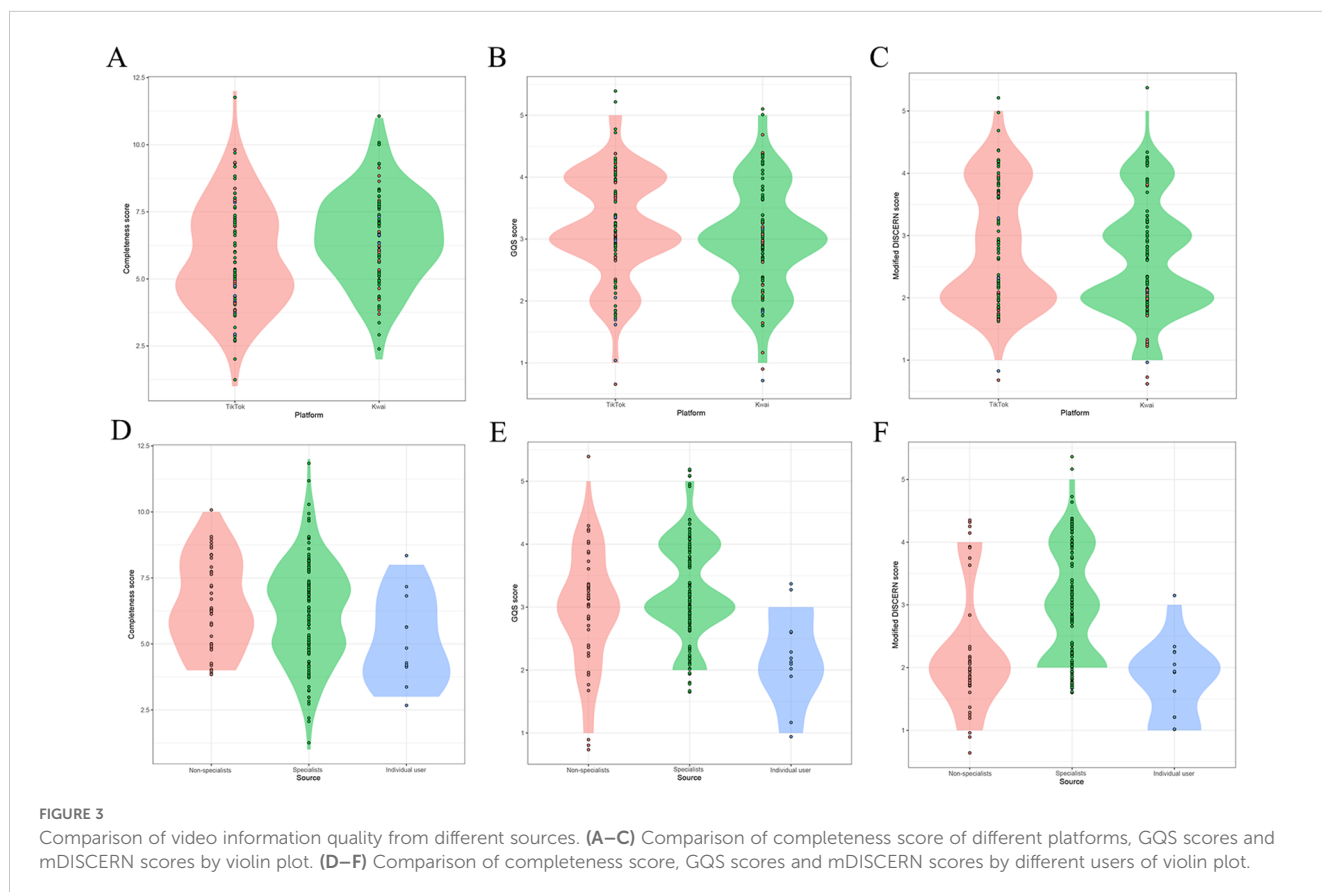 A
B
C
12.5
10.0
7.5
5.0
2.5
Completeness score
TikTok
Kwai
Platform
5
4
3
2
1
GQS score
TikTok
Kwai
Platform
5
4
3
2
1
Modified DISCERN score
TikTok
Kwai
Platform
D
E
F
12.5
10.0
7.5
5.0
2.5
Completeness score
Non-specialists
Specialists
Individual user
Source
5
4
3
2
1
GQS score
Non-specialists
Specialists
Individual user
Source
5
4
3
2
1
Modified DISCERN score
Non-specialists
Specialists
Individual user
Source
FIGURE 3
Comparison of video information quality from different sources. (A–C) Comparison of completeness score of different platforms, GQS scores and
mDISCERN scores by violin plot. (D–F) Comparison of completeness score, GQS scores and mDISCERN scores by different users of violin plot.